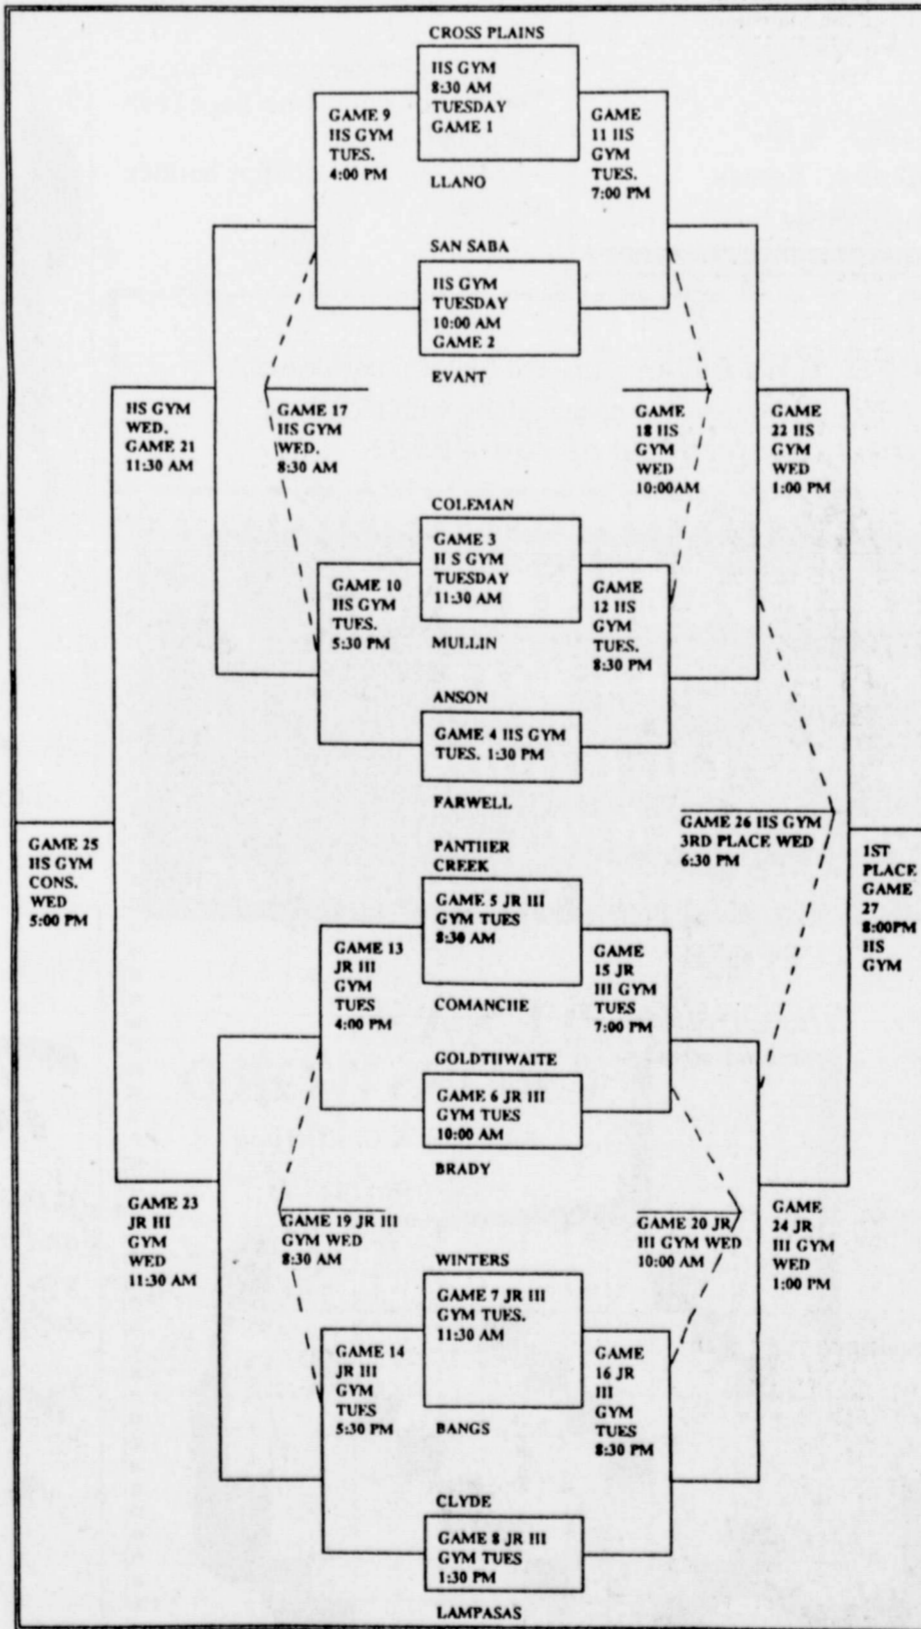 CROSS PLAINS
HS GYM
8:30 AM
TUESDAY
GAME 1
LLANO
GAME 9
HS GYM
TUES.
4:00 PM
GAME
11 HS
GYM
TUES.
7:00 PM
SAN SABA
HS GYM
TUESDAY
10:00 AM
GAME 2
EVANT
HS GYM
WED.
GAME 21
11:30 AM
GAME 17
HS GYM
WED.
8:30 AM
GAME
18 HS
GYM
WED
10:00AM
GAME
22 HS
GYM
WED
1:00 PM
COLEMAN
GAME 3
H S GYM
TUESDAY
11:30 AM
MULLIN
GAME 10
HS GYM
TUES.
5:30 PM
GAME
12 HS
GYM
TUES.
8:30 PM
ANSON
GAME 4 HS GYM
TUES. 1:30 PM
FARWELL
GAME 26 HS GYM
3RD PLACE WED
6:30 PM
GAME 25
HS GYM
CONS.
WED
5:00 PM
1ST
PLACE
GAME
27
8:00PM
HS
GYM
PANTHER
CREEK
GAME 5 JR HI
GYM TUES
8:30 AM
COMANCHE
GAME 13
JR HI
GYM
TUES
4:00 PM
GAME
15 JR
HI GYM
TUES
7:00 PM
GOLDTHWAITE
GAME 6 JR HI
GYM TUES
10:00 AM
BRADY
GAME 23
JR HI
GYM
WED
11:30 AM
GAME 19 JR HI
GYM WED
8:30 AM
GAME 20 JR
HI GYM WED
10:00 AM
GAME
24 JR
HI GYM
WED
1:00 PM
WINTERS
GAME 7 JR HI
GYM TUES.
11:30 AM
BANGS
GAME 14
JR HI
GYM
TUES
5:30 PM
GAME
16 JR
HI
GYM
TUES
8:30 PM
CLYDE
GAME 8 JR HI
GYM TUES
1:30 PM
LAMPASAS